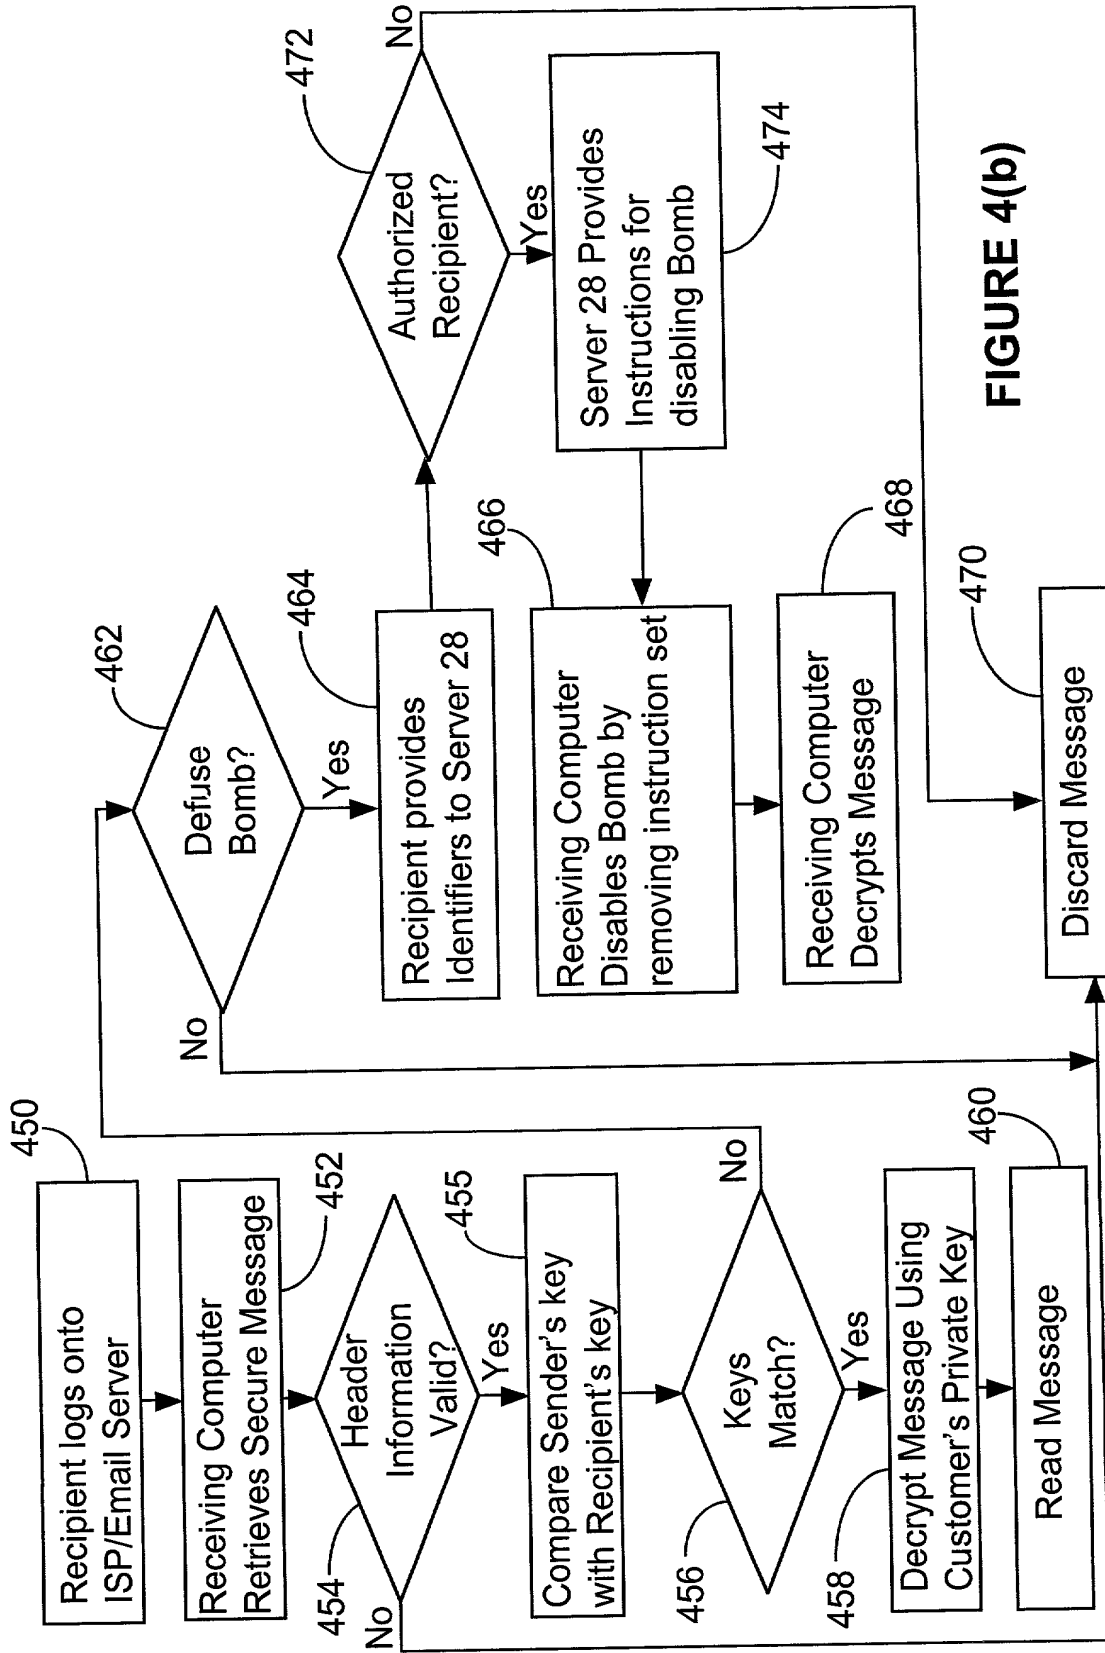 450
Recipient logs onto
ISP/Email Server
Receiving Computer
Retrieves Secure Message
452
454
Header
Information
Valid?
No
Yes
455
Compare Sender's key
with Recipient's key
456
Keys
Match?
No
Yes
458
Decrypt Message Using
Customer's Private Key
460
Read Message
462
Defuse
Bomb?
No
Yes
464
Recipient provides
Identifiers to Server 28
466
Receiving Computer
Disables Bomb by
removing instruction set
468
Receiving Computer
Decrypts Message
470
Discard Message
472
Authorized
Recipient?
No
Yes
Server 28 Provides
Instructions for
disabling Bomb
474
FIGURE 4(b)